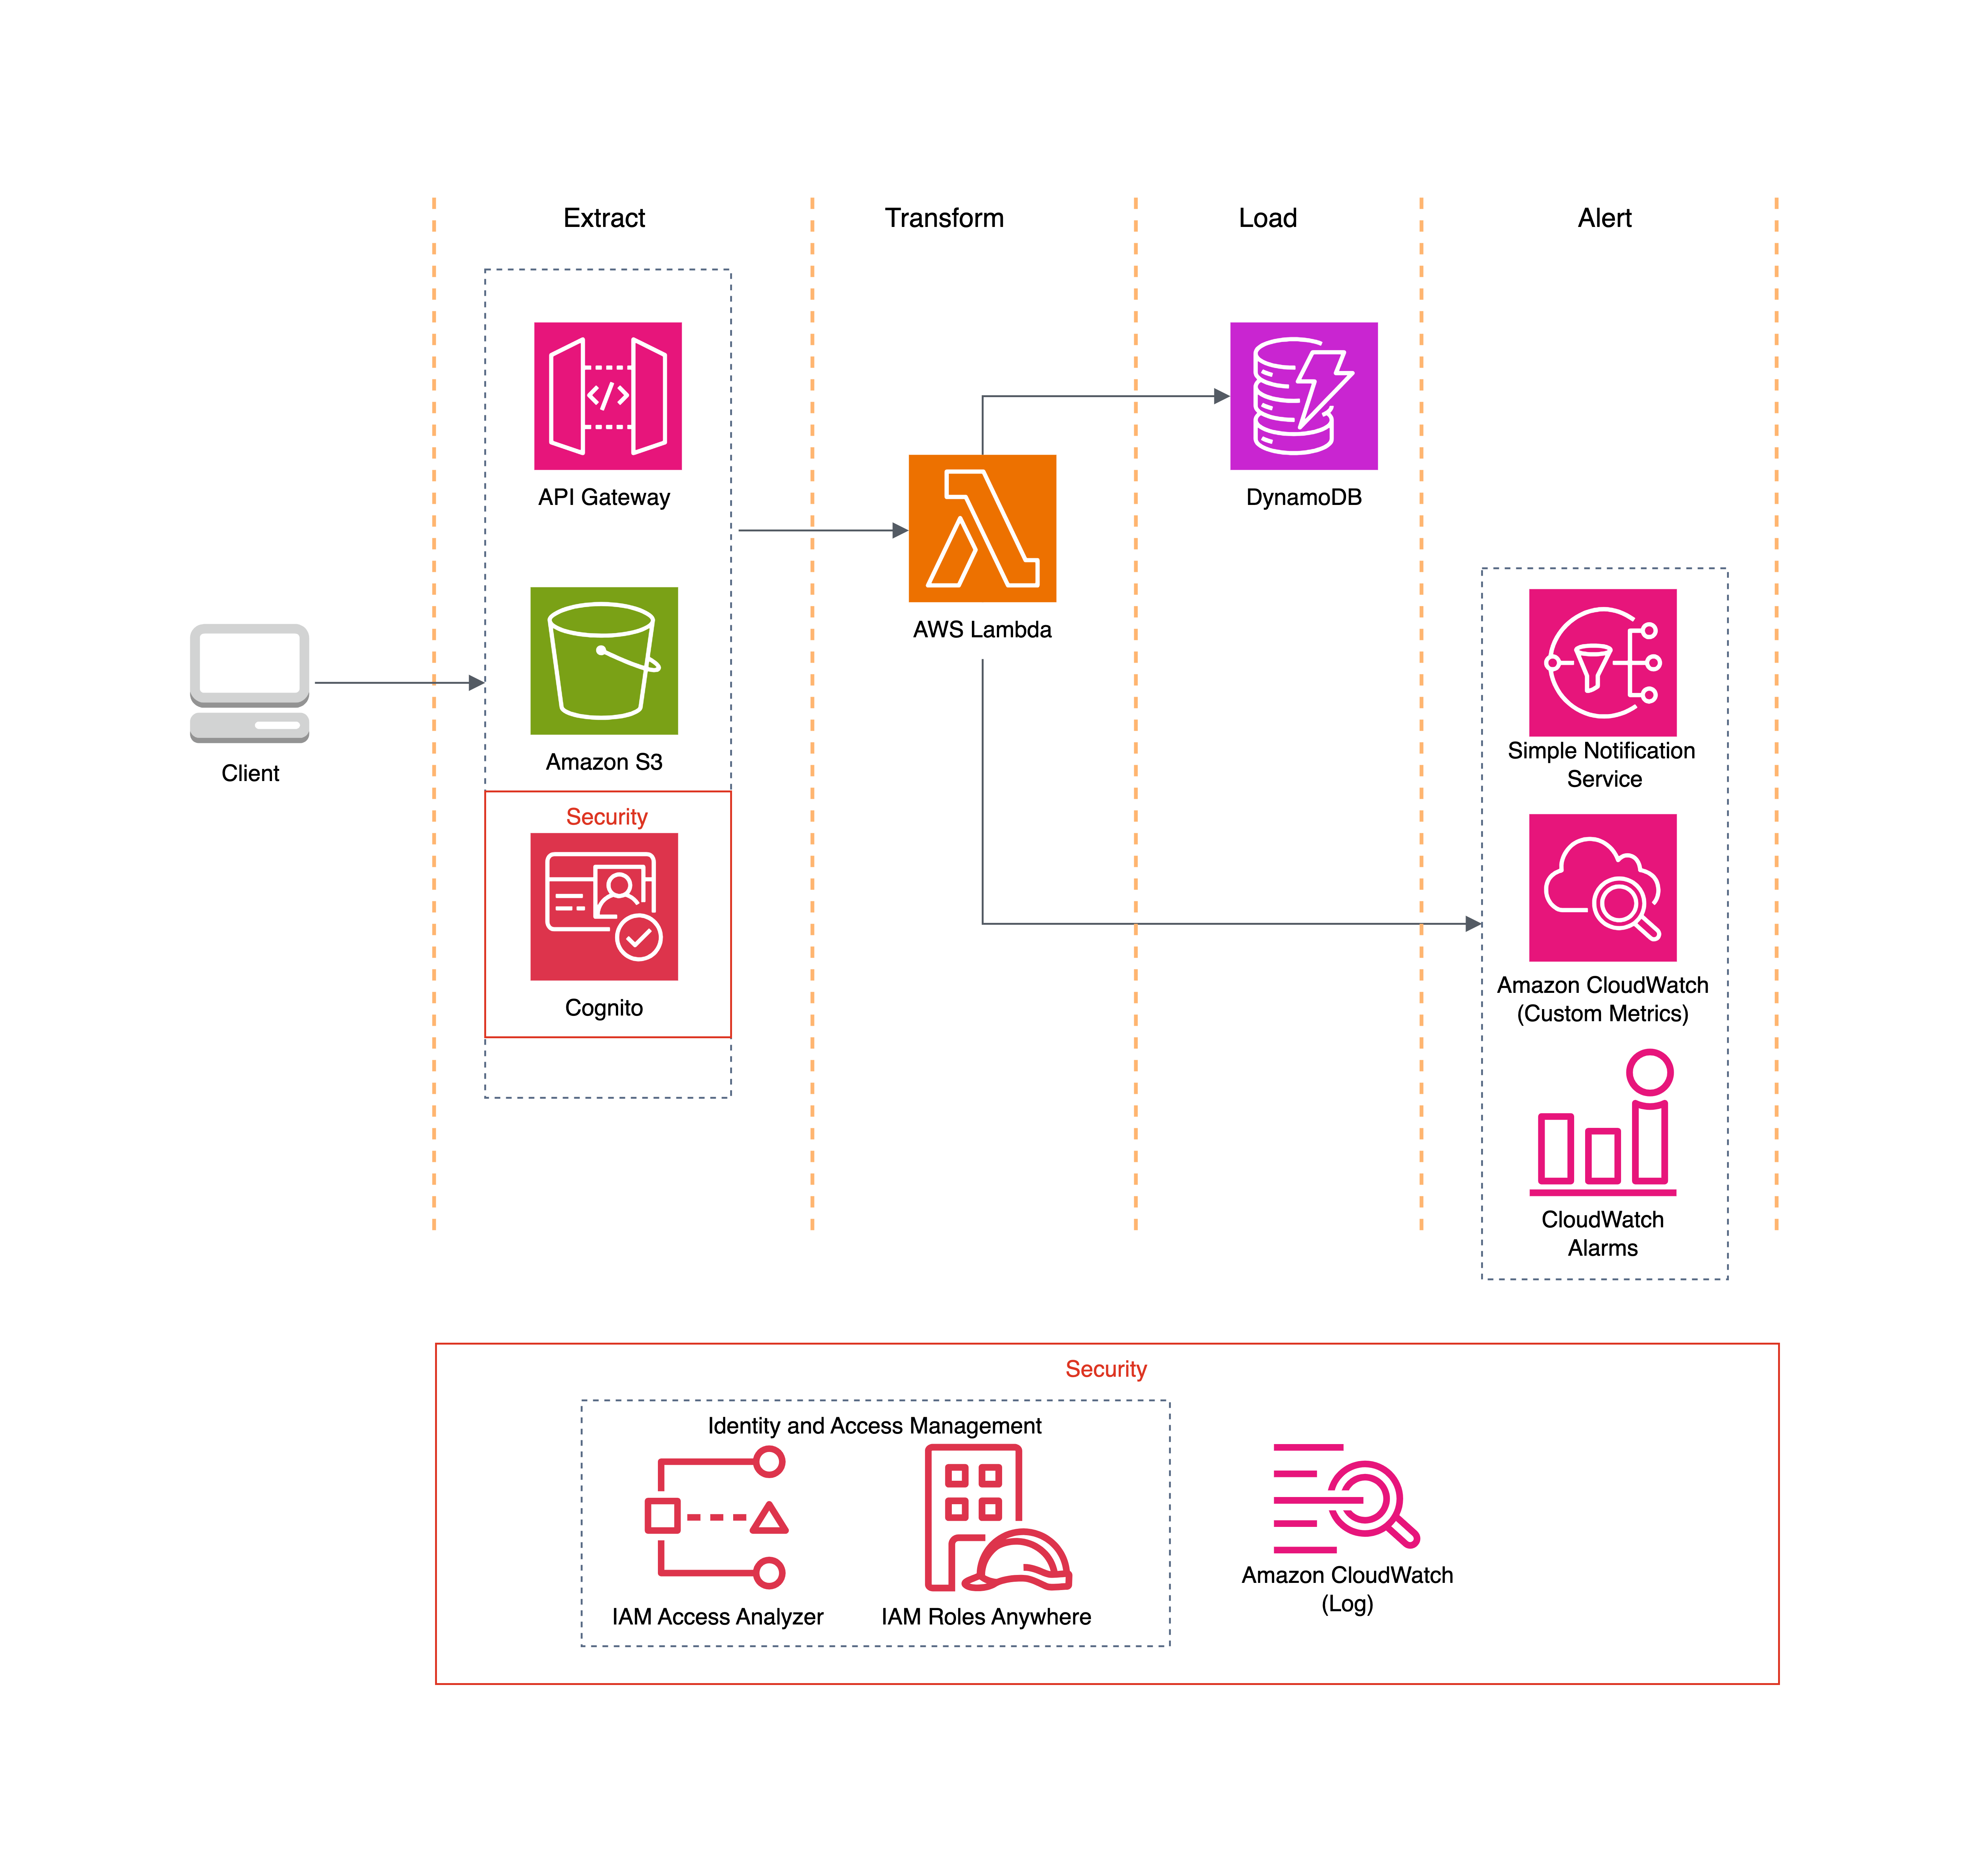 Extract
Transform
Load
Alert
API Gateway
DynamoDB
AWS Lambda
Amazon S3
Client
Security
Cognito
Simple Notification
Service
Amazon CloudWatch
(Custom Metrics)
CloudWatch
Alarms
Security
Identity and Access Management
IAM Access Analyzer
IAM Roles Anywhere
Amazon CloudWatch
(Log)